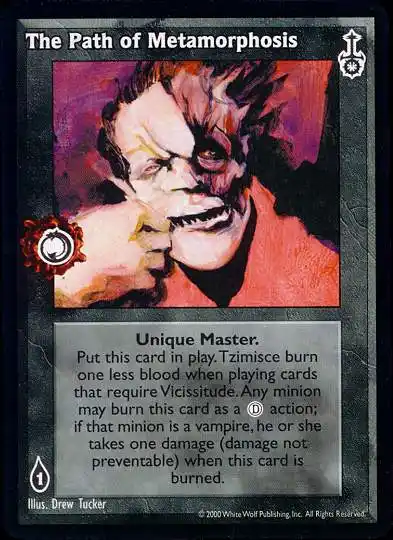 The Path of Metamorphosis
Unique Master.
Put this card in play. Tzimisce burn
one less blood when playing cards
that require Vicissitude. Any minion
may burn this card as a Ⓓ action;
if that minion is a vampire, he or she
takes one damage (damage not
preventable) when this card is
burned.
1
Illus. Drew Tucker
© 2000 White Wolf Publishing, Inc. All Rights Reserved.